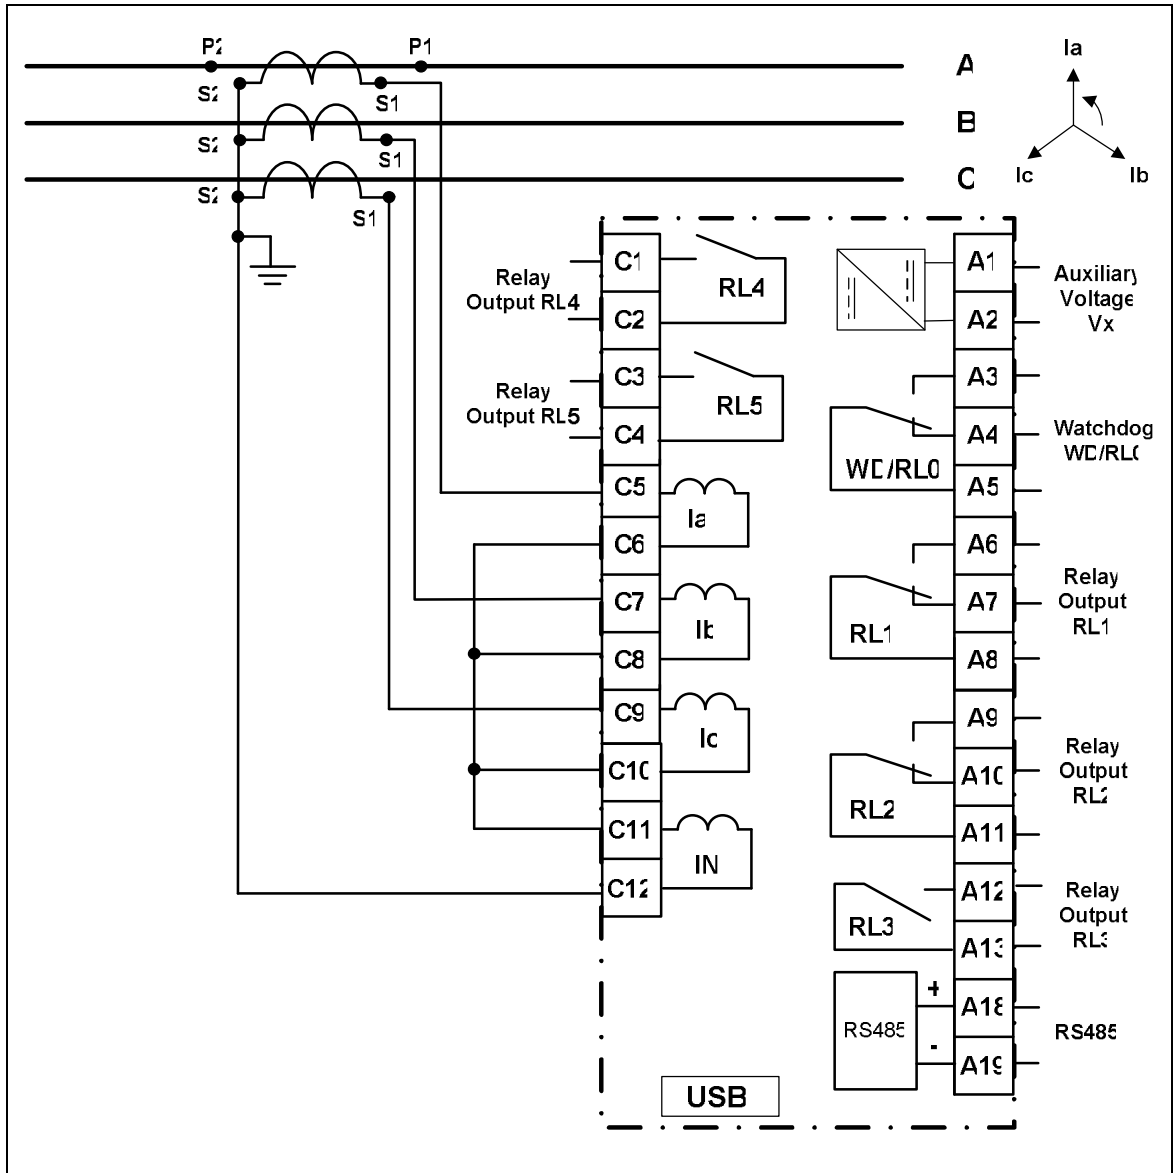 P2
P1
S2
S1
S2
S1
S2
S1
A
B
C
Ia
Ic
Ib
Relay
Output RL4
Relay
Output RL5
C1
C2
C3
C4
C5
C6
C7
C8
C9
C10
C11
C12
RL4
RL5
Ia
Ib
Ic
IN
WD/RL0
RL1
RL2
RL3
RS485
+
-
A1
A2
A3
A4
A5
A6
A7
A8
A9
A10
A11
A12
A13
A18
A19
Auxiliary
Voltage
Vx
Watchdog
WD/RL0
Relay
Output
RL1
Relay
Output
RL2
Relay
Output
RL3
RS485
USB